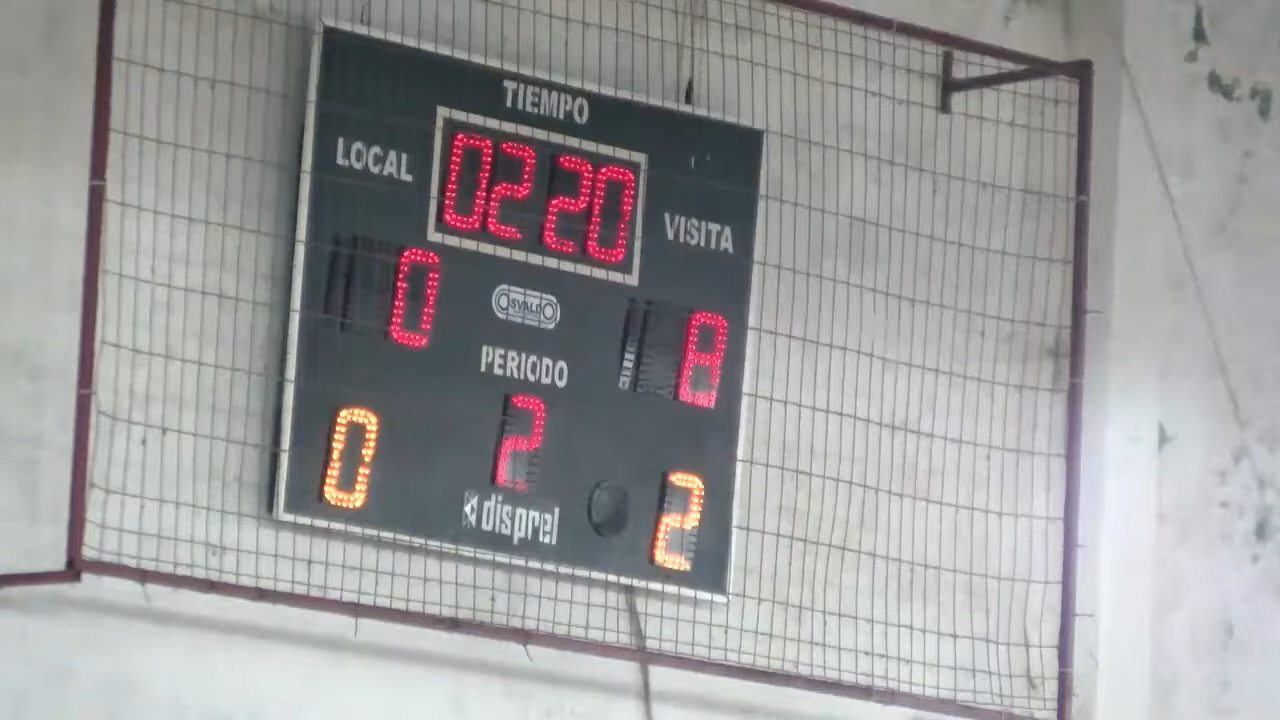 TIEMPO
LOCAL
02 20
VISITA
0
OSVALDO
8
PERIODO
0
2
2
disprel